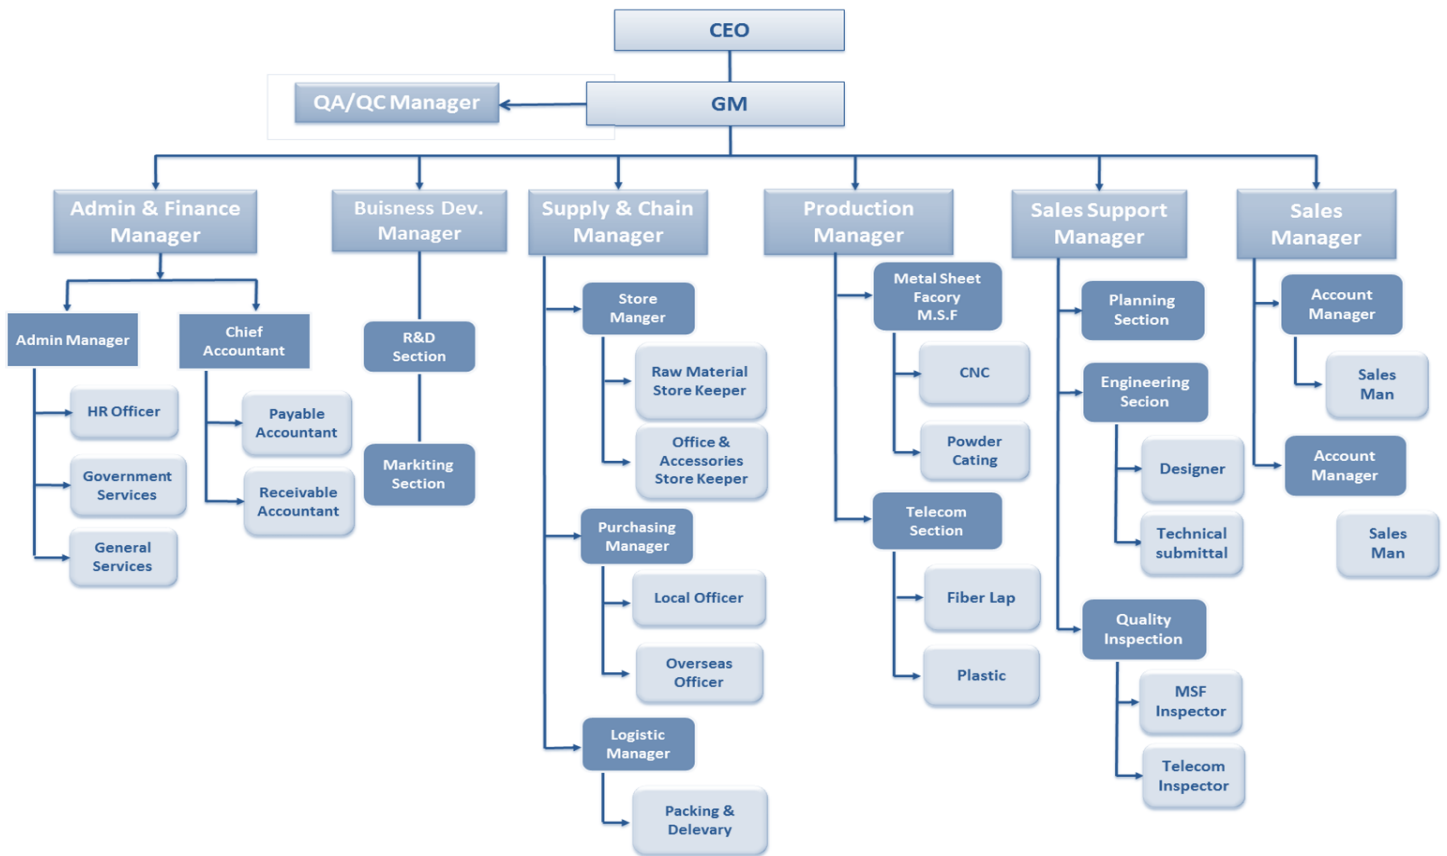 CEO
QA/QC Manager
GM
Admin & Finance
Manager
Buisness Dev.
Manager
Supply & Chain
Manager
Production
Manager
Sales Support
Manager
Sales
Manager
Admin Manager
HR Officer
Government
Services
General
Services
Chief
Accountant
Payable
Accountant
Receivable
Accountant
R&D
Section
Markiting
Section
Store
Manger
Raw Material
Store Keeper
Office &
Accessories
Store Keeper
Purchasing
Manager
Local Officer
Overseas
Officer
Logistic
Manager
Packing &
Delevary
Metal Sheet
Facory
M.S.F
CNC
Powder
Cating
Telecom
Section
Fiber Lap
Plastic
Planning
Section
Engineering
Secion
Designer
Technical
submittal
Quality
Inspection
MSF
Inspector
Telecom
Inspector
Account
Manager
Sales
Man
Account
Manager
Sales
Man